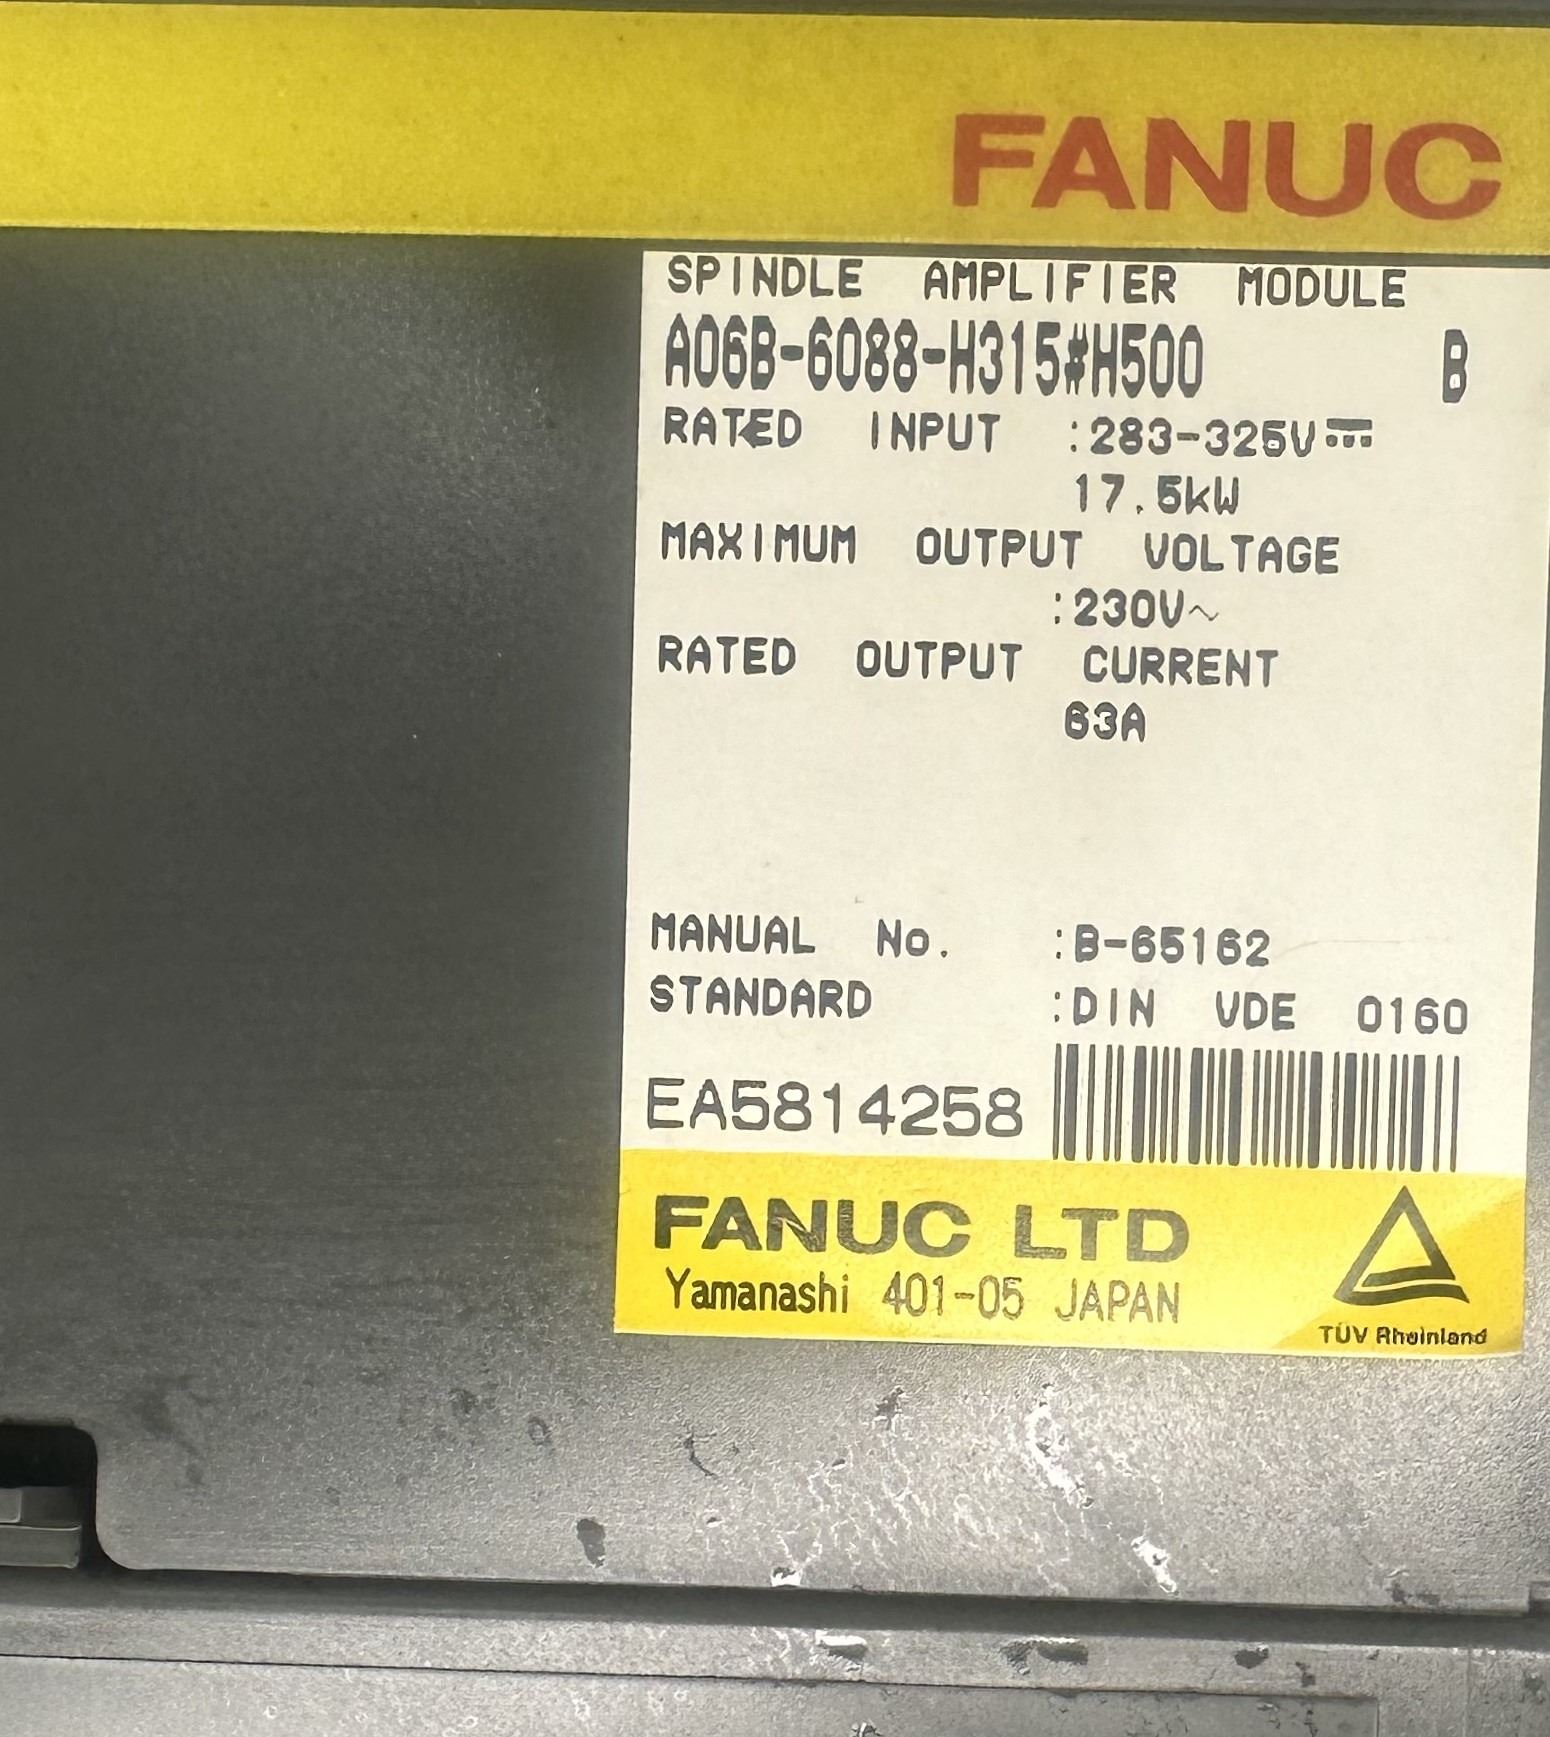 FANUC
SPINDLE AMPLIFIER MODULE
A06B-6088-H315#H500 B
RATED INPUT :283-325V⎓
17.5kW
MAXIMUM OUTPUT VOLTAGE
:230V~
RATED OUTPUT CURRENT
63A
MANUAL No. :B-65162
STANDARD :DIN VDE 0160
EA5814258
FANUC LTD
Yamanashi 401-05 JAPAN
TÜV Rheinland